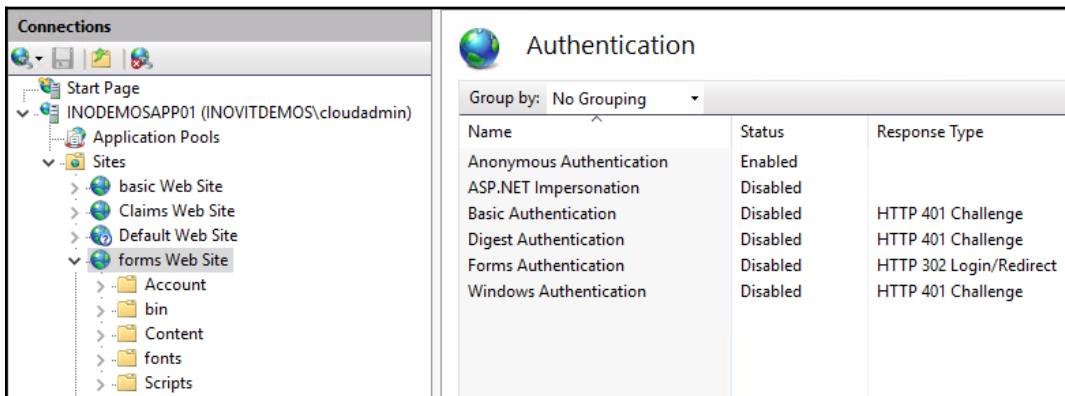 Connections
Start Page
INODEMOSAPP01 (INOVITDEMOS\cloudadmin)
Application Pools
Sites
basic Web Site
Claims Web Site
Default Web Site
forms Web Site
Account
bin
Content
fonts
Scripts
Authentication
Group by: No Grouping
Name Status Response Type
Anonymous Authentication Enabled
ASP.NET Impersonation Disabled
Basic Authentication Disabled HTTP 401 Challenge
Digest Authentication Disabled HTTP 401 Challenge
Forms Authentication Disabled HTTP 302 Login/Redirect
Windows Authentication Disabled HTTP 401 Challenge